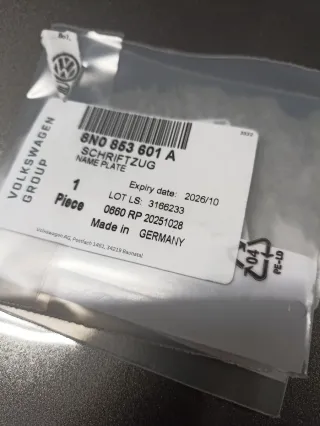 8N0 853 601 A
SCHRIFTZUG
NAME PLATE
Expiry date: 2026/10
1
Piece
LOT LS: 3166233
0660 RP 20251028
Made in GERMANY
VOLKSWAGEN
GROUP
Volkswagen AG, Postfach 1492, 34219 Baunatal
04
PE-LD